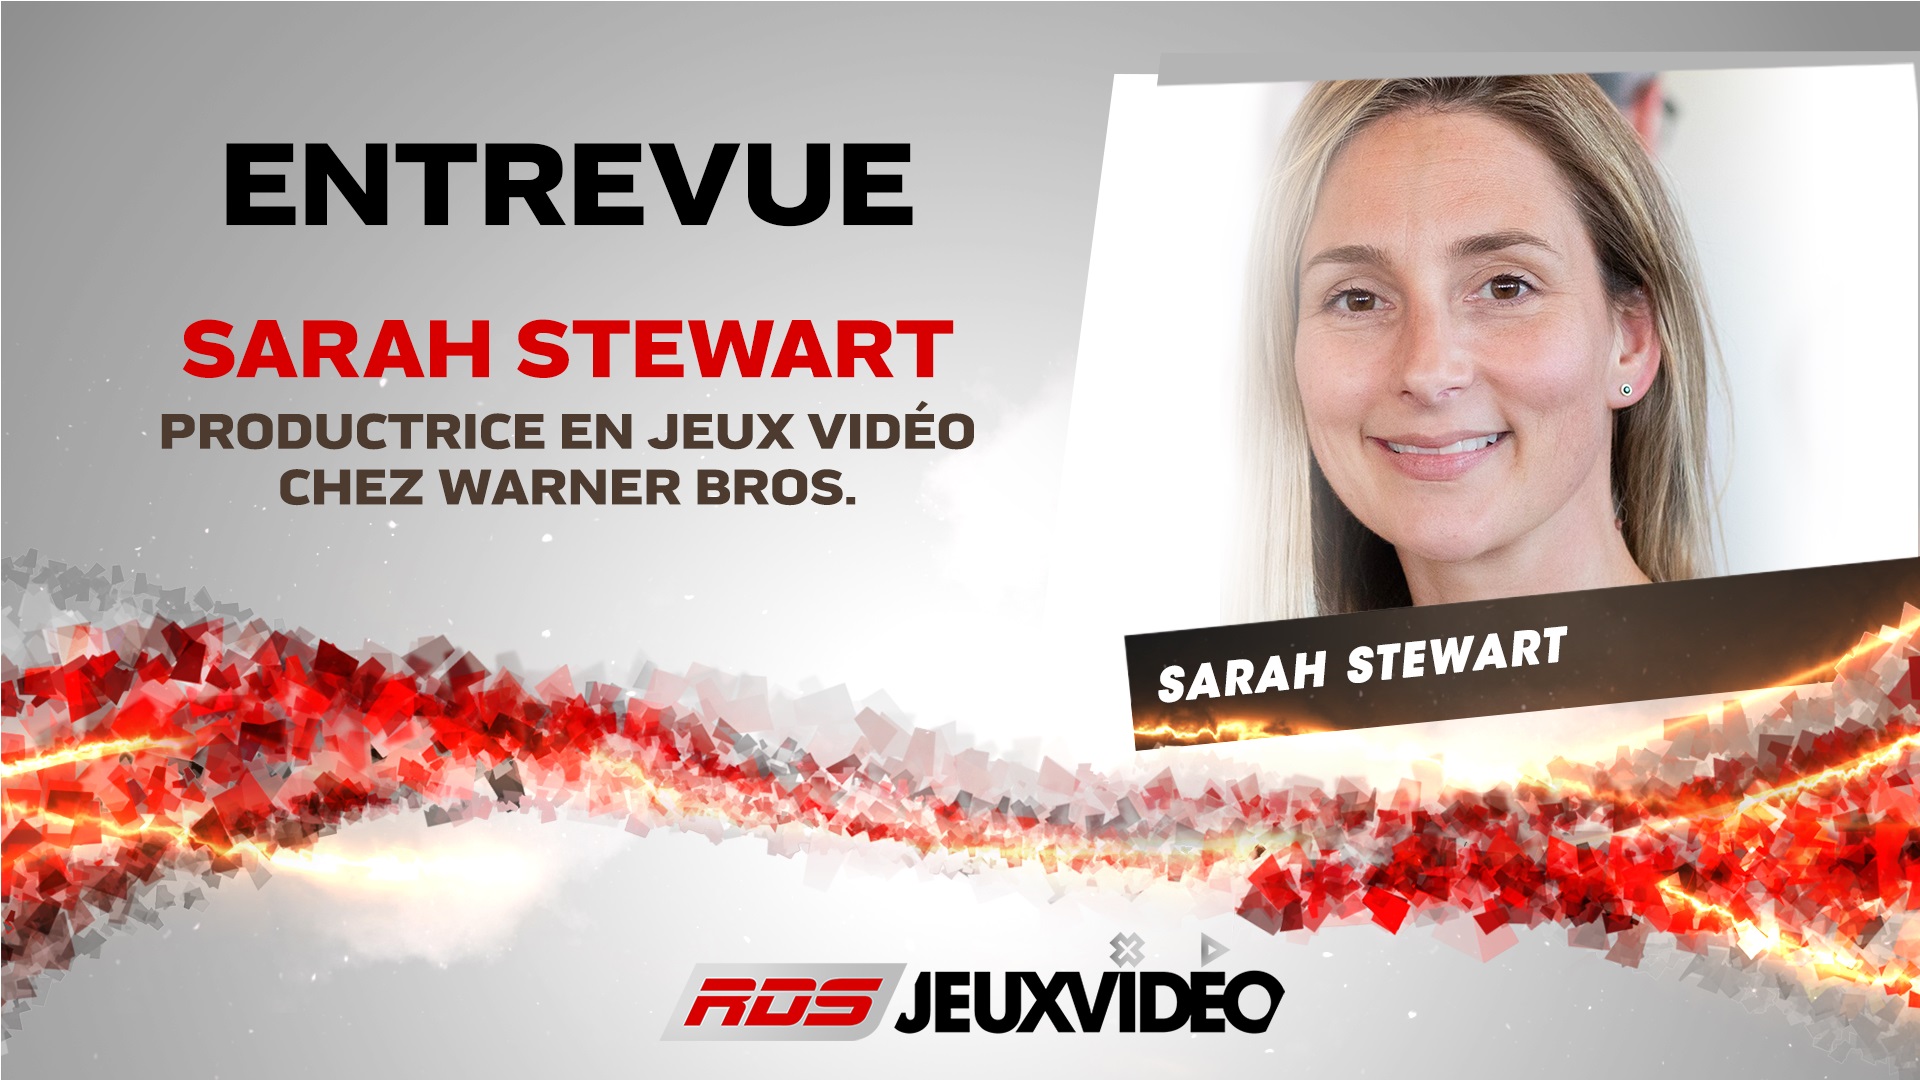 ENTREVUE
SARAH STEWART
PRODUCTRICE EN JEUX VIDÉO
CHEZ WARNER BROS.
SARAH STEWART
RDS JEUXVIDEO